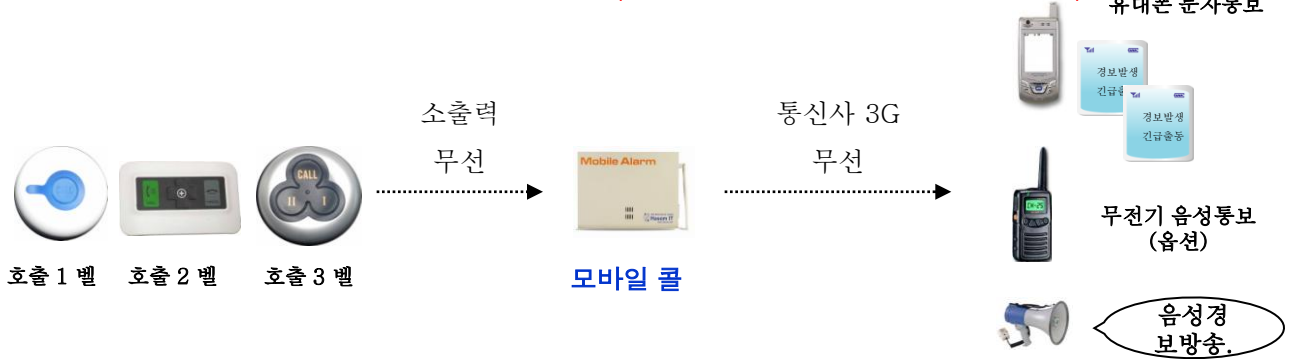 휴대폰 문자통보
경보발생
긴급출
경보발생
긴급출동
소출력
무선
통신사 3G
무선
CALL
II
I
Mobile Alarm
무전기 음성통보
(옵션)
호출 1 벨
호출 2 벨
호출 3 벨
모바일 콜
음성경
보방송.